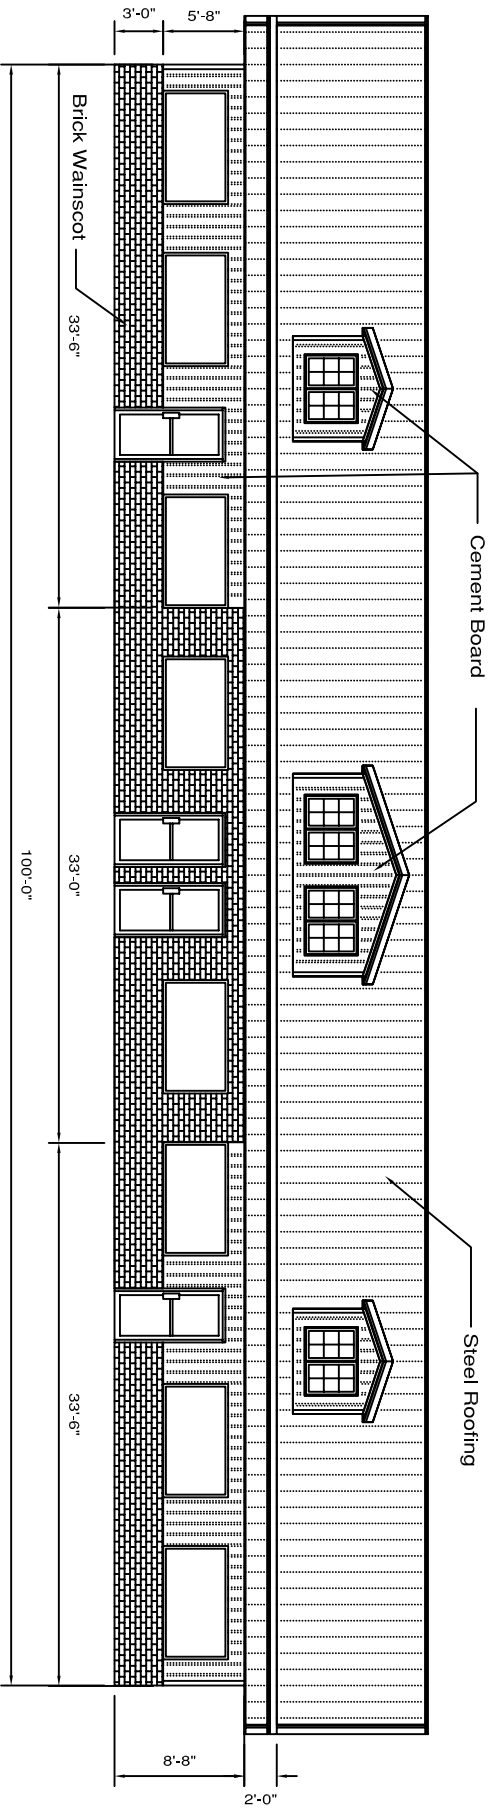 Cement Board
Steel Roofing
Brick Wainscot
5'-8"
3'-0"
8'-8"
2'-0"
33'-6"
33'-0"
33'-6"
100'-0"